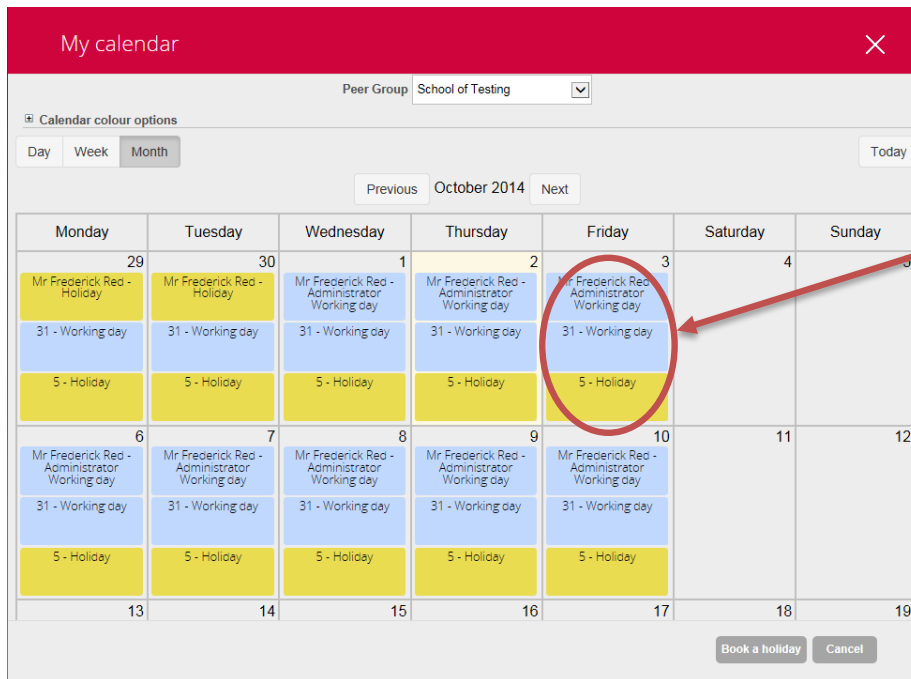 My calendar
Peer Group School of Testing
Calendar colour options
Day Week Month Today
Previous October 2014 Next
Monday Tuesday Wednesday Thursday Friday Saturday Sunday
29 30 1 2 3 4 5
Mr Frederick Red - Holiday
Mr Frederick Red - Holiday
Mr Frederick Red - Administrator Working day
Mr Frederick Red - Administrator Working day
Mr Frederick Red - Administrator Working day
31 - Working day 31 - Working day 31 - Working day 31 - Working day 31 - Working day
5 - Holiday 5 - Holiday 5 - Holiday 5 - Holiday 5 - Holiday
6 7 8 9 10 11 12
Mr Frederick Red - Administrator Working day
Mr Frederick Red - Administrator Working day
Mr Frederick Red - Administrator Working day
Mr Frederick Red - Administrator Working day
Mr Frederick Red - Administrator Working day
31 - Working day 31 - Working day 31 - Working day 31 - Working day 31 - Working day
5 - Holiday 5 - Holiday 5 - Holiday 5 - Holiday 5 - Holiday
13 14 15 16 17 18 19
Book a holiday Cancel